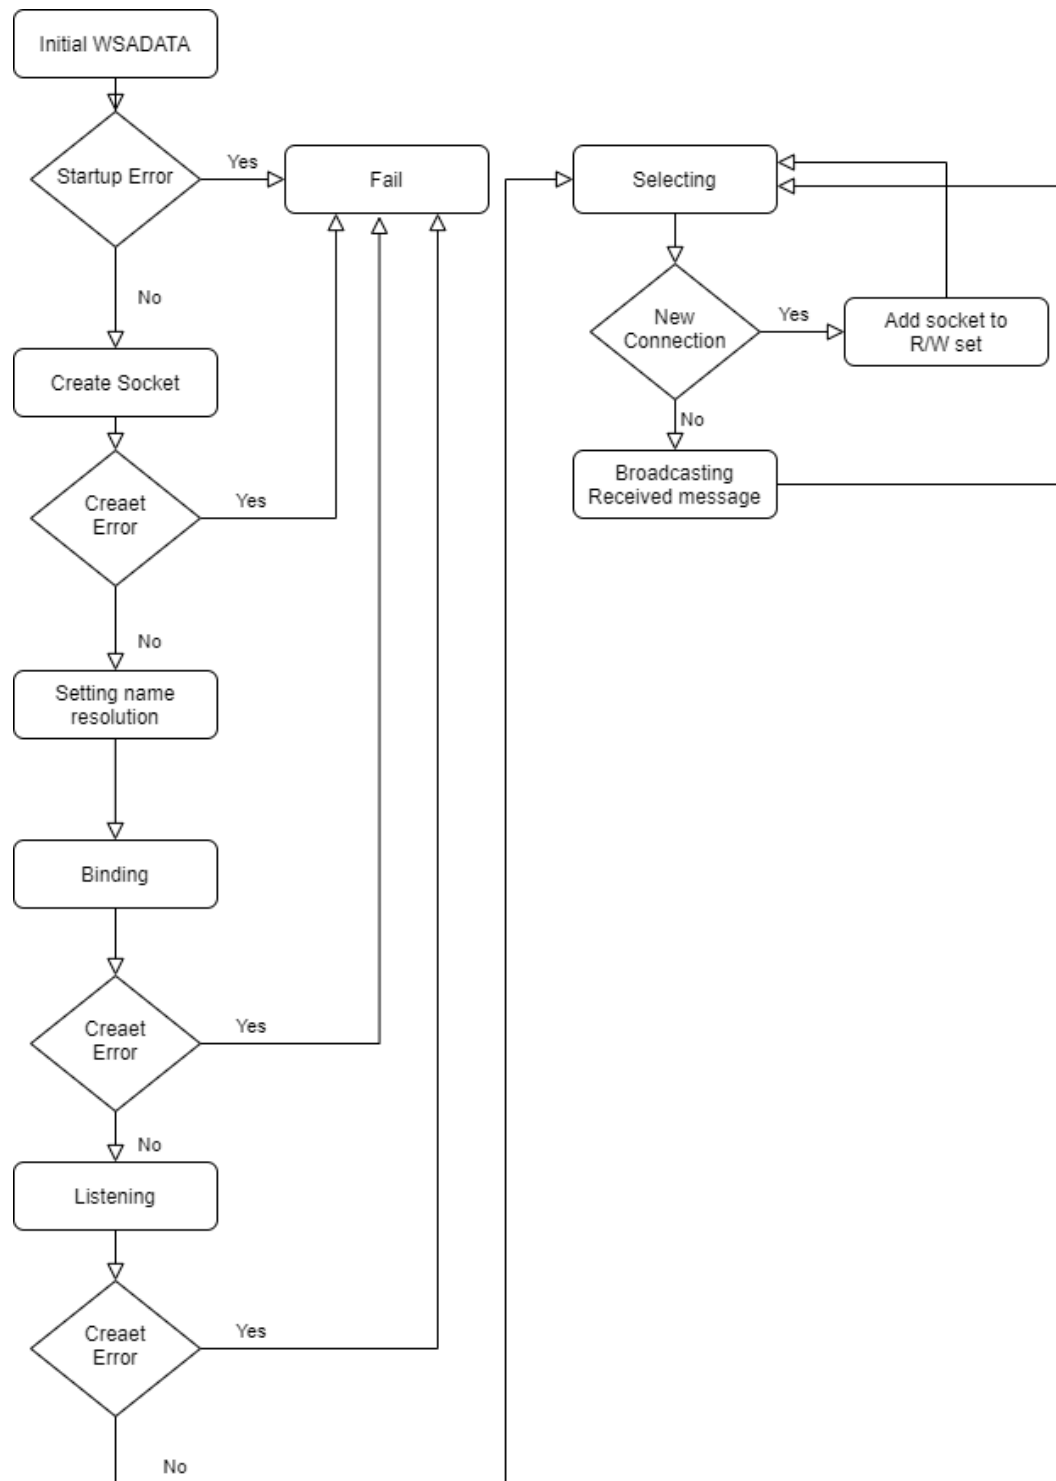 Initial WSADATA
Startup Error
Yes
Fail
No
Create Socket
Creaet
Error
Yes
No
Setting name
resolution
Binding
Creaet
Error
Yes
No
Listening
Creaet
Error
Yes
No
Selecting
New
Connection
Yes
Add socket to
R/W set
No
Broadcasting
Received message